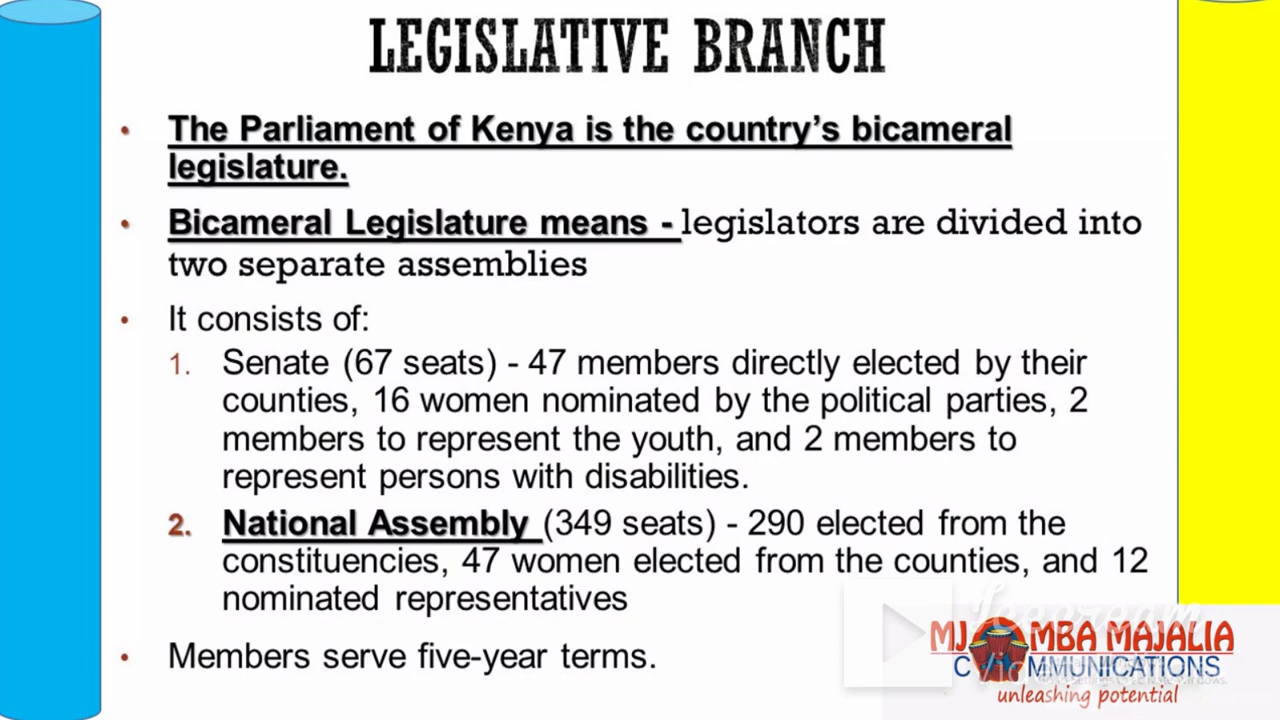 LEGISLATIVE BRANCH
• The Parliament of Kenya is the country's bicameral
legislature.
• Bicameral Legislature means - legislators are divided into
two separate assemblies
• It consists of:
1. Senate (67 seats) - 47 members directly elected by their
counties, 16 women nominated by the political parties, 2
members to represent the youth, and 2 members to
represent persons with disabilities.
2. National Assembly (349 seats) - 290 elected from the
constituencies, 47 women elected from the counties, and 12
nominated representatives
• Members serve five-year terms.
MJOMBA MAJALIA
COMMUNICATIONS
unleashing potential